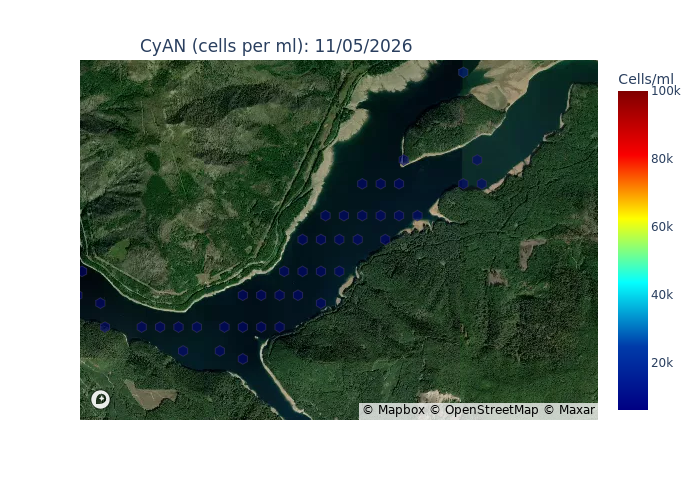 CyAN (cells per ml): 11/05/2026
Cells/ml
100k
80k
60k
40k
20k
© Mapbox © OpenStreetMap © Maxar